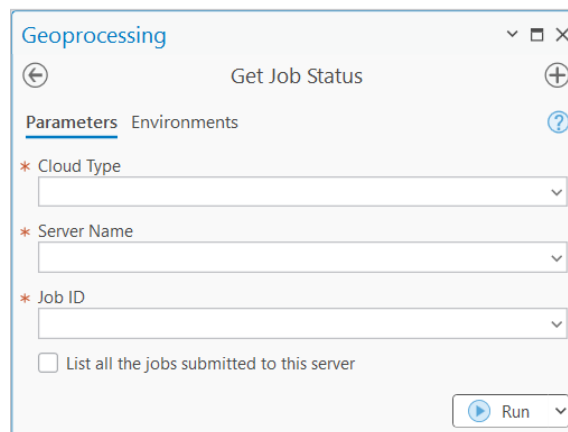 Geoprocessing
Get Job Status
Parameters Environments
* Cloud Type
* Server Name
* Job ID
List all the jobs submitted to this server
Run